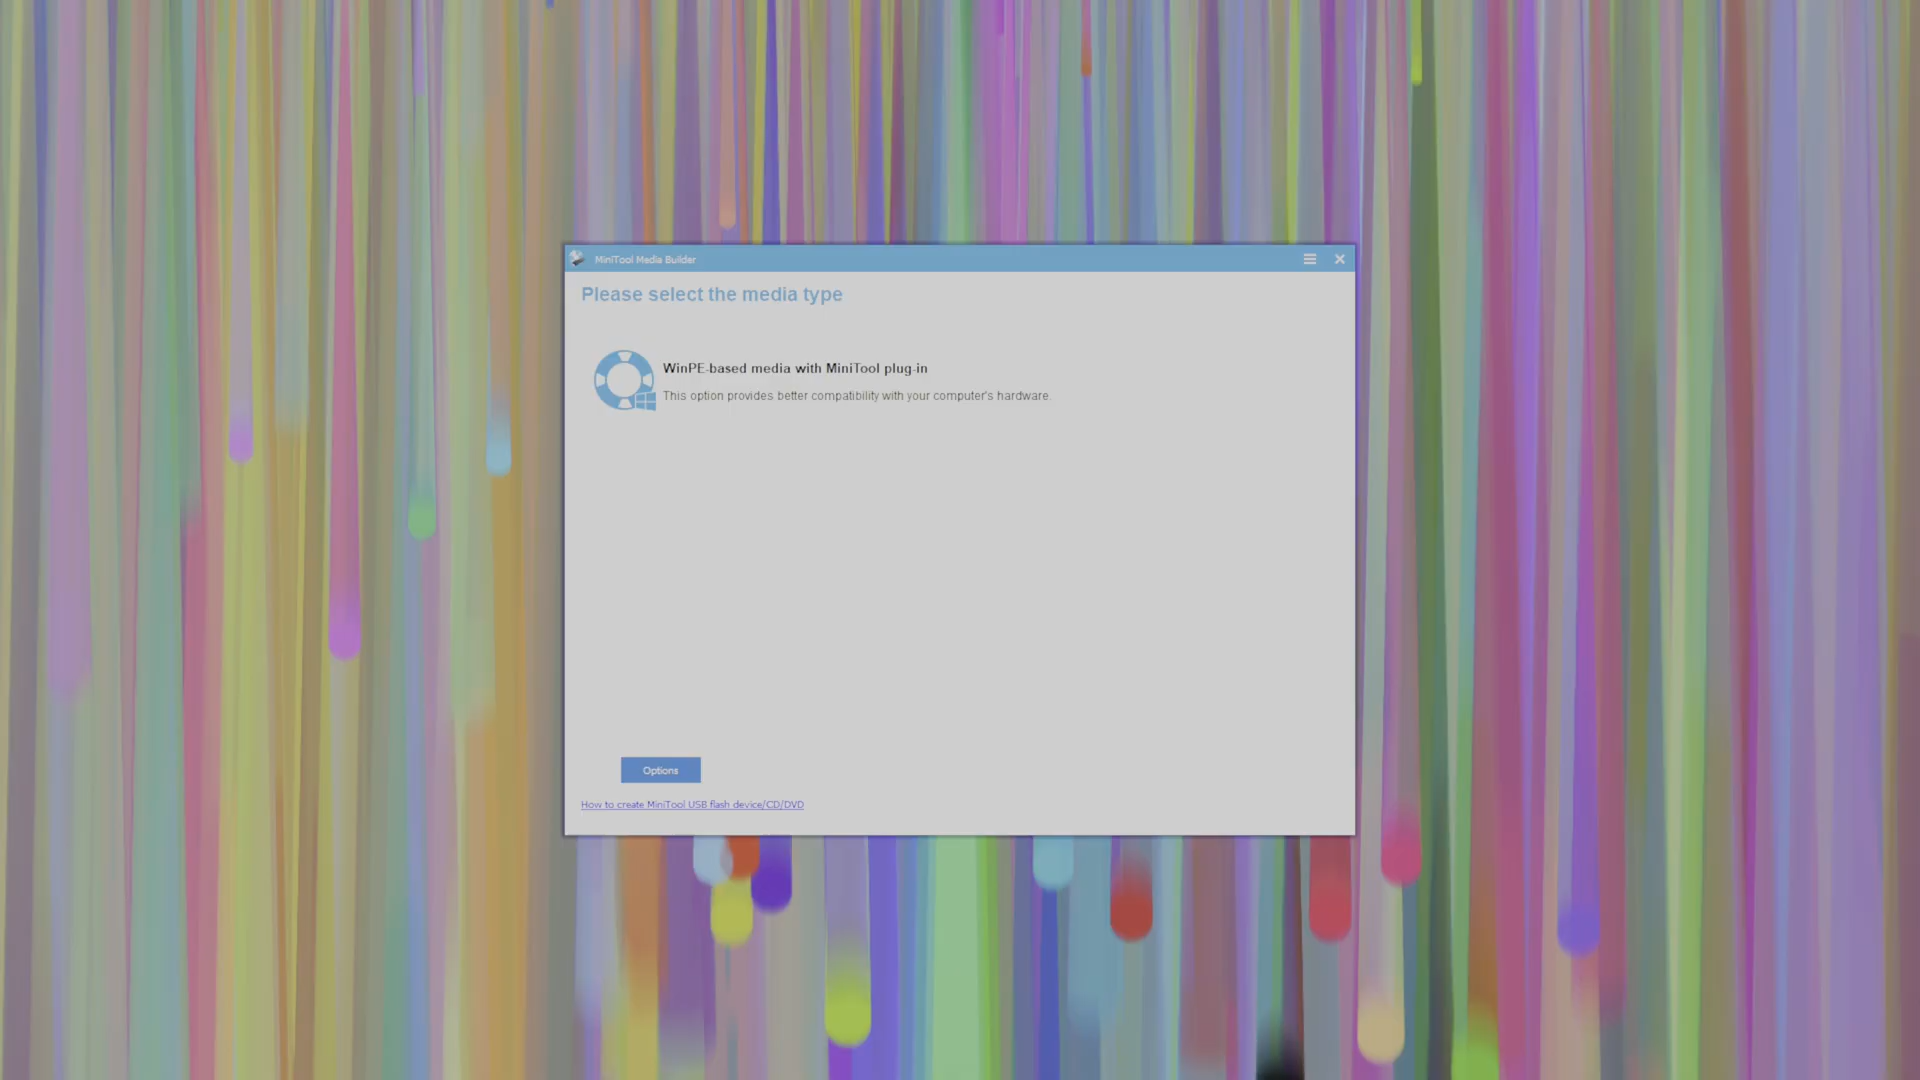 MiniTool Media Builder
Please select the media type
WinPE-based media with MiniTool plug-in
This option provides better compatibility with your computer's hardware.
Options
How to create MiniTool USB flash device/CD/DVD